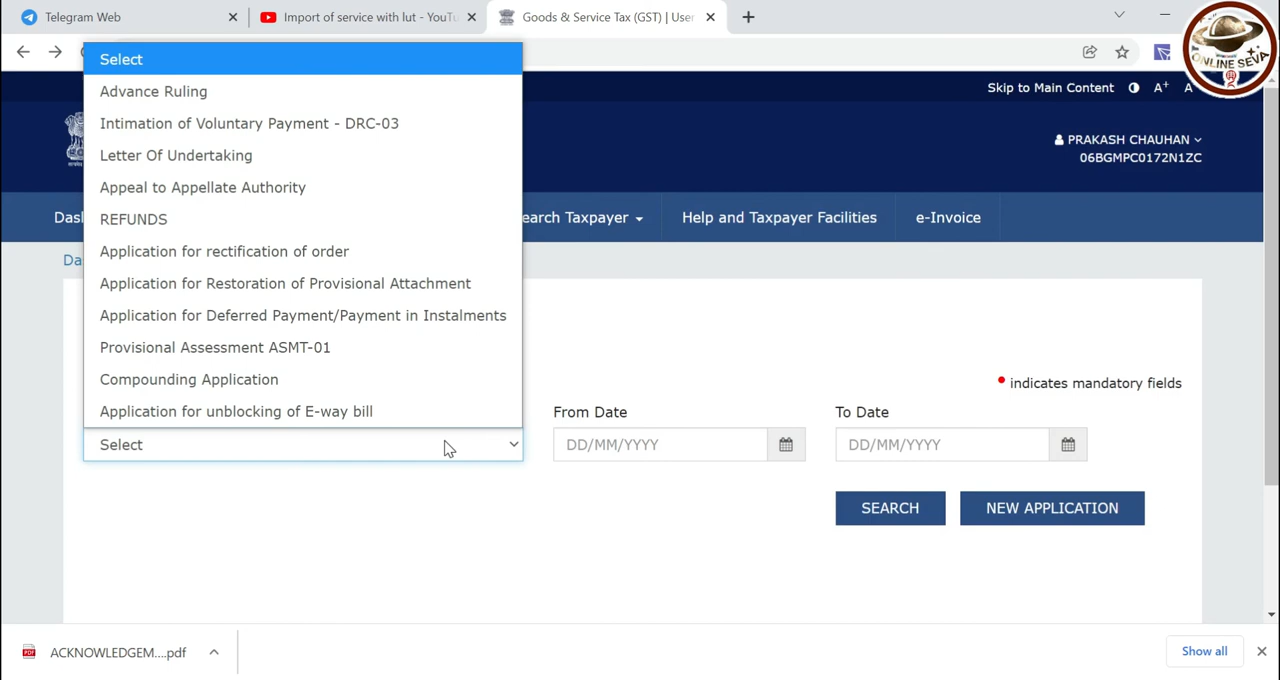 Telegram Web
Import of service with lut - YouTu
Goods & Service Tax (GST) | User
ONLINE SEVA
Skip to Main Content
A+
A
PRAKASH CHAUHAN
06BGMPC0172N1ZC
Select
Advance Ruling
Intimation of Voluntary Payment - DRC-03
Letter Of Undertaking
Appeal to Appellate Authority
REFUNDS
Application for rectification of order
Application for Restoration of Provisional Attachment
Application for Deferred Payment/Payment in Instalments
Provisional Assessment ASMT-01
Compounding Application
Application for unblocking of E-way bill
Das
earch Taxpayer
Help and Taxpayer Facilities
e-Invoice
Da
indicates mandatory fields
From Date
To Date
Select
DD/MM/YYYY
DD/MM/YYYY
SEARCH
NEW APPLICATION
ACKNOWLEDGEM....pdf
Show all